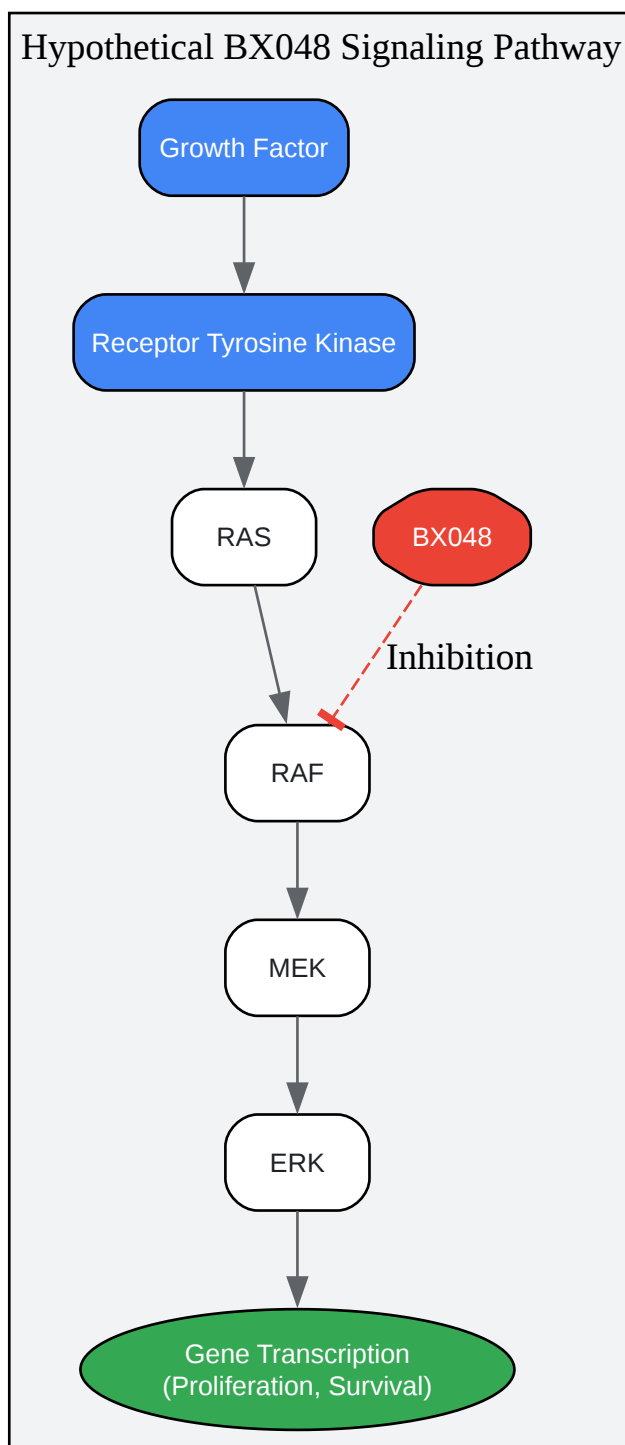 Hypothetical BX048 Signaling Pathway
Growth Factor
Receptor Tyrosine Kinase
RAS
BX048
Inhibition
RAF
MEK
ERK
Gene Transcription
(Proliferation, Survival)